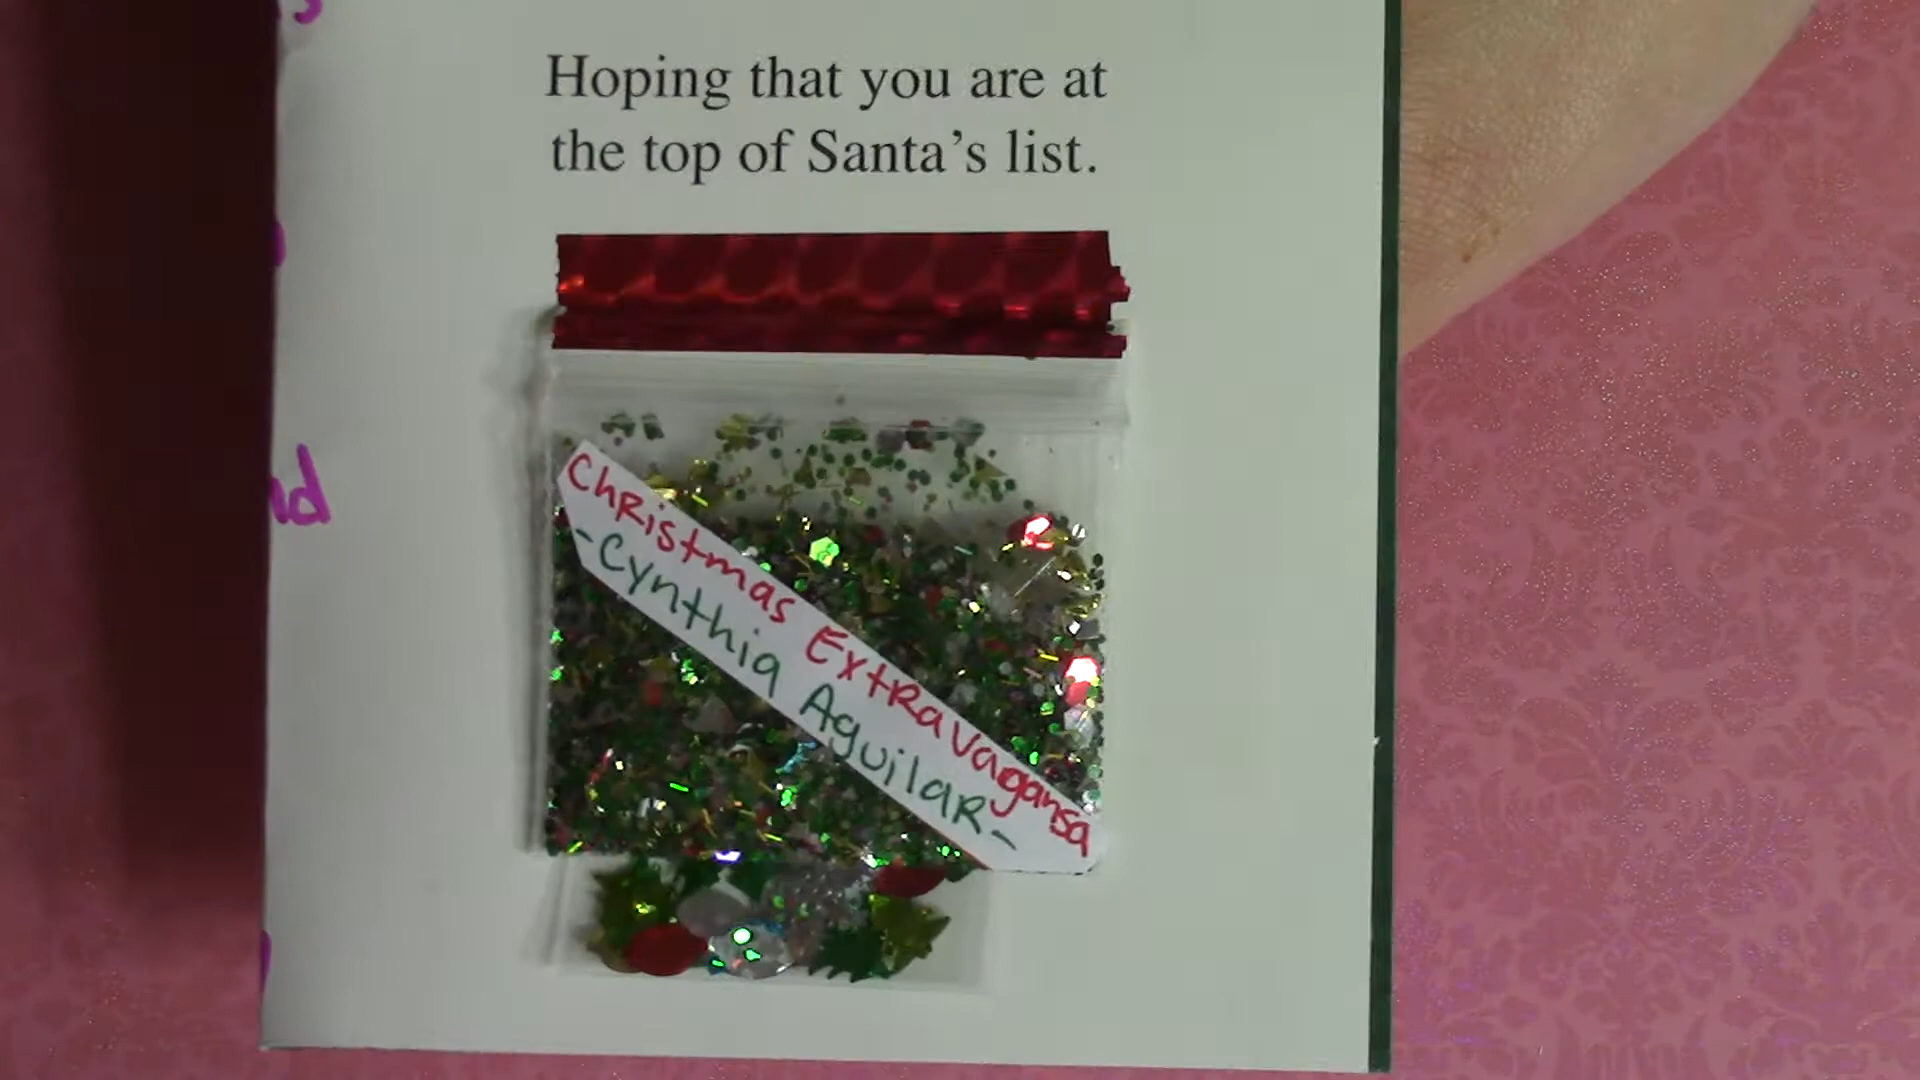 Hoping that you are at
the top of Santa's list.
Christmas Extravagansa
-Cynthia Aguilar-